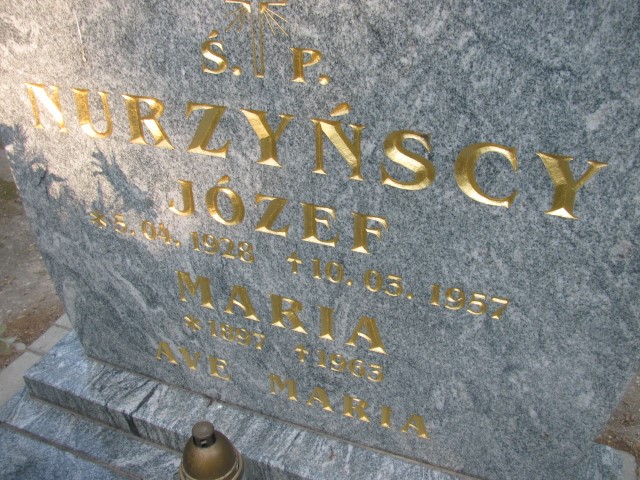 Ś. P.
NURZYŃSCY
JÓZEF
* 5. 04. 1928 † 10. 03. 1957
MARIA
* 1897 † 1963
AVE MARIA